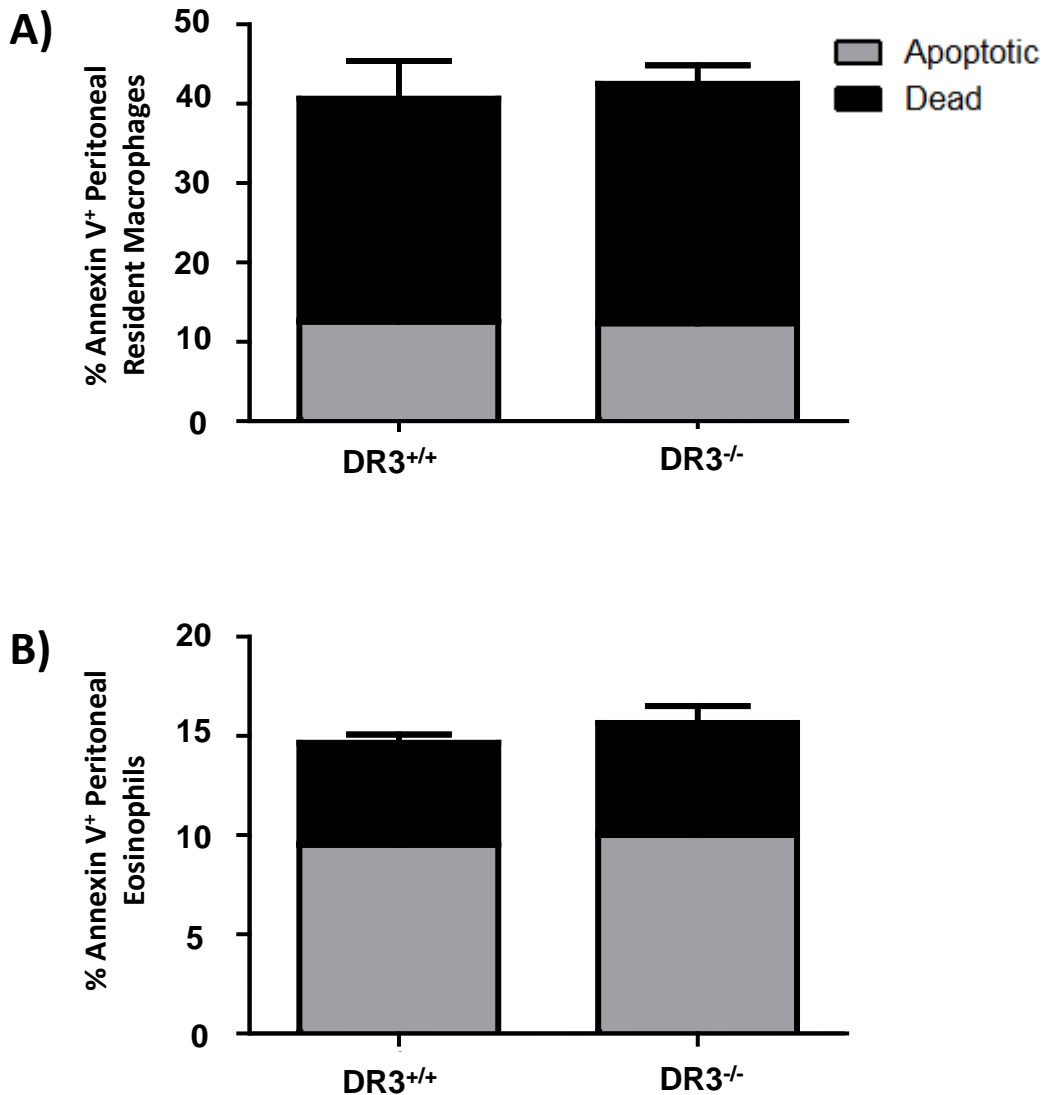 A)
% Annexin V⁺ Peritoneal
Resident Macrophages
50
40
30
20
10
0
DR3⁺/⁺
DR3⁻/⁻
Apoptotic
Dead
B)
% Annexin V⁺ Peritoneal
Eosinophils
20
15
10
5
0
DR3⁺/⁺
DR3⁻/⁻